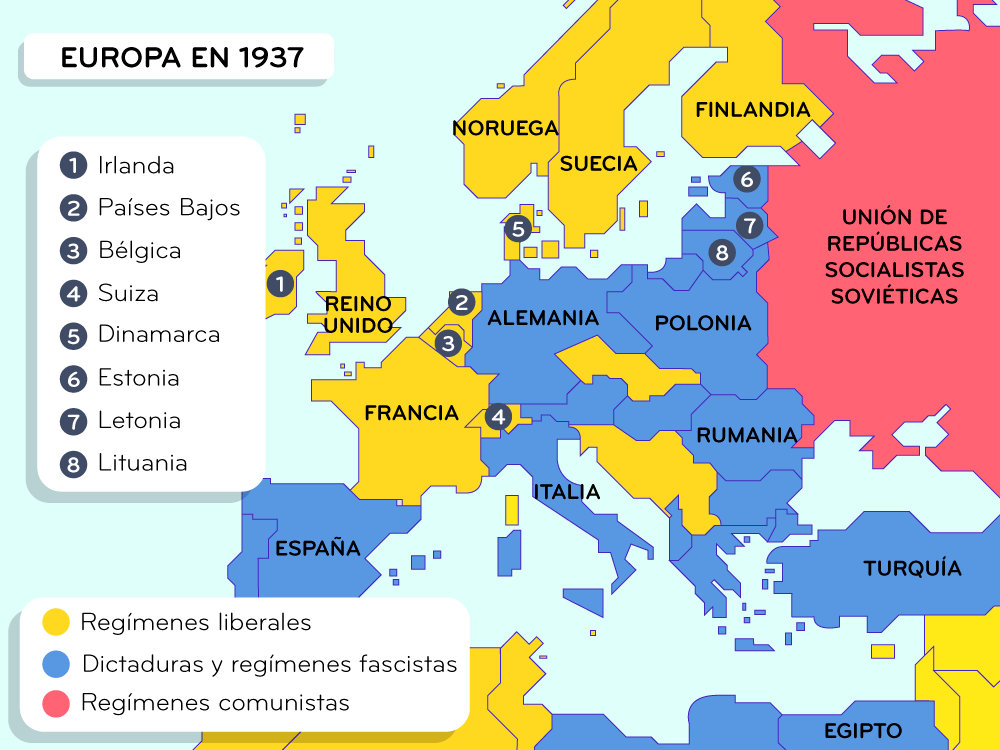 EUROPA EN 1937
1 Irlanda
2 Países Bajos
3 Bélgica
4 Suiza
5 Dinamarca
6 Estonia
7 Letonia
8 Lituania
NORUEGA
SUECIA
FINLANDIA
5
6
7
8
UNIÓN DE
REPÚBLICAS
SOCIALISTAS
SOVIÉTICAS
1
REINO
UNIDO
2
3
ALEMANIA
POLONIA
FRANCIA
4
RUMANIA
ITALIA
ESPAÑA
TURQUÍA
EGIPTO
Regímenes liberales
Dictaduras y regímenes fascistas
Regímenes comunistas